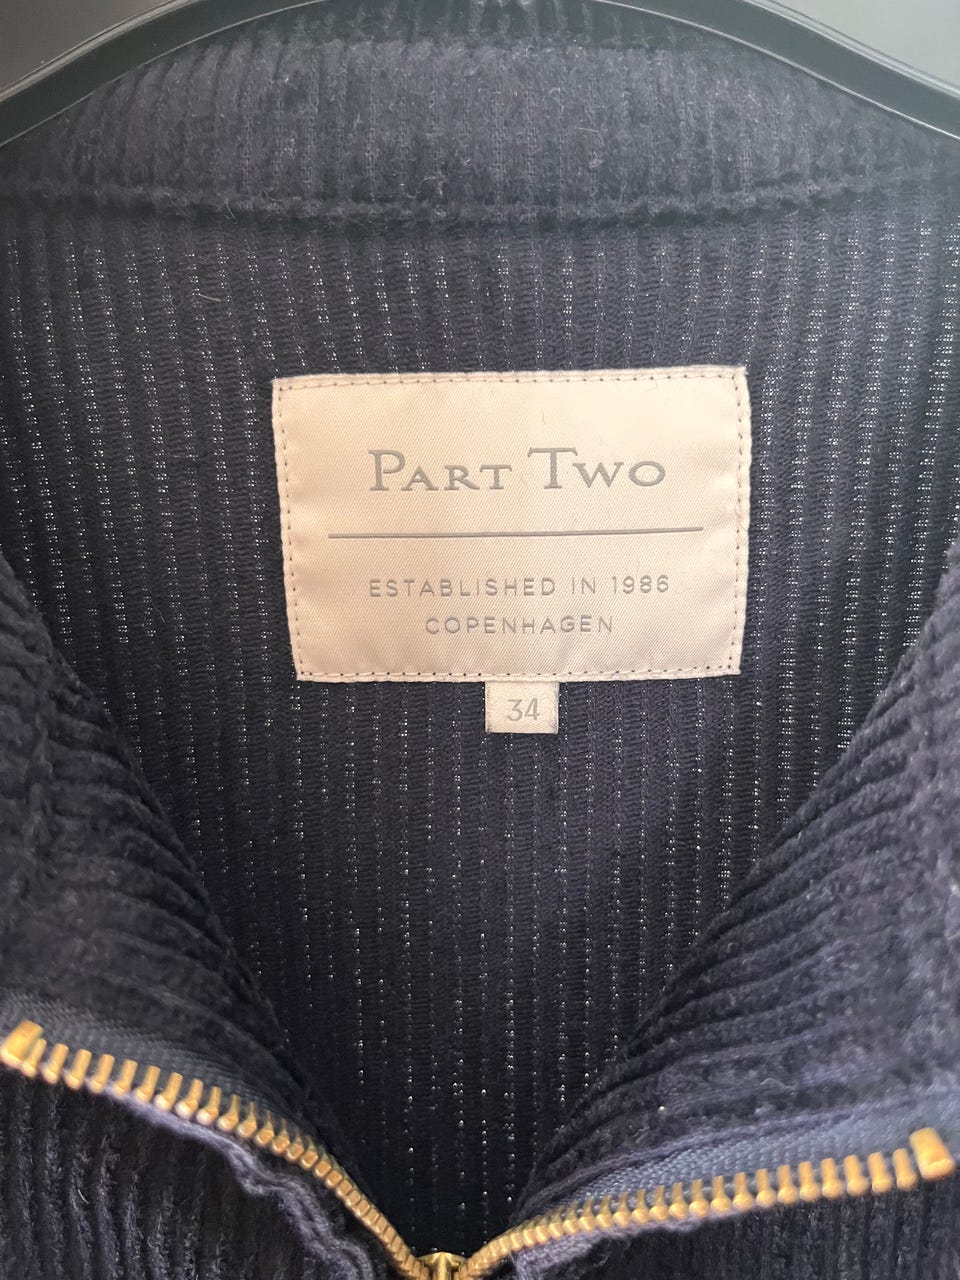 PART TWO
ESTABLISHED IN 1986
COPENHAGEN
34